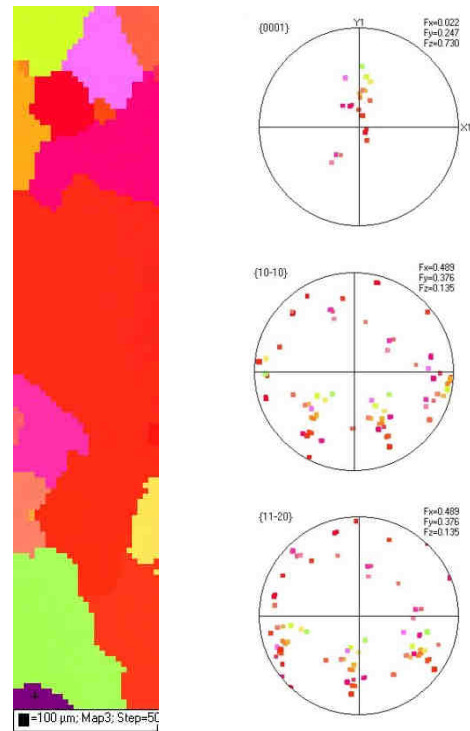 {0001}
Y1
Fx=0.022
Fy=0.247
Fz=0.730
X1
{10-10}
Fx=0.489
Fy=0.376
Fz=0.135
{11-20}
Fx=0.489
Fy=0.376
Fz=0.135
=100 µm; Map3; Step=50